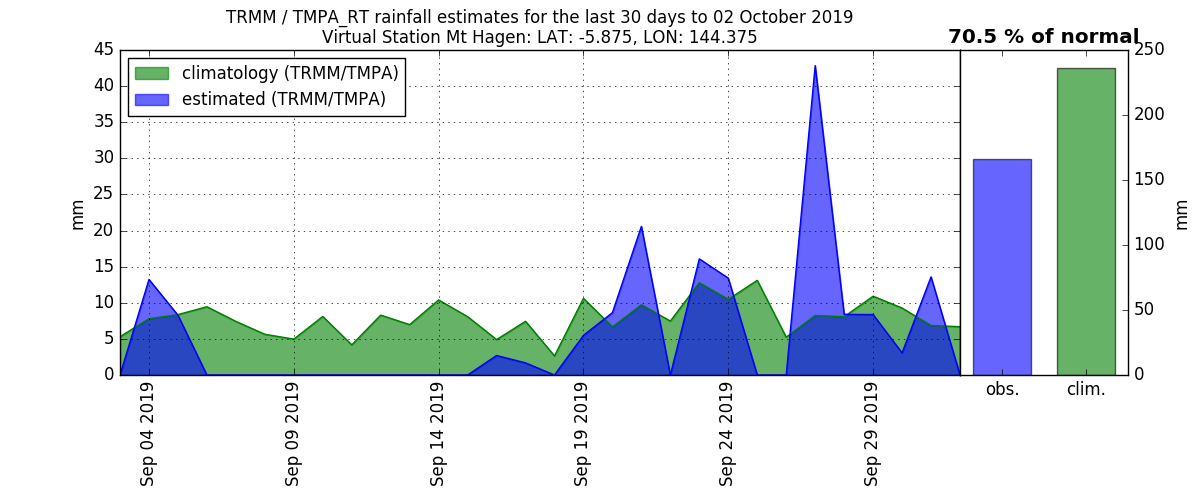 TRMM / TMPA_RT rainfall estimates for the last 30 days to 02 October 2019
Virtual Station Mt Hagen: LAT: -5.875, LON: 144.375
70.5 % of normal
climatology (TRMM/TMPA)
estimated (TRMM/TMPA)
45
40
35
30
25
20
15
10
5
0
mm
250
200
150
100
50
0
mm
Sep 04 2019
Sep 09 2019
Sep 14 2019
Sep 19 2019
Sep 24 2019
Sep 29 2019
obs.
clim.